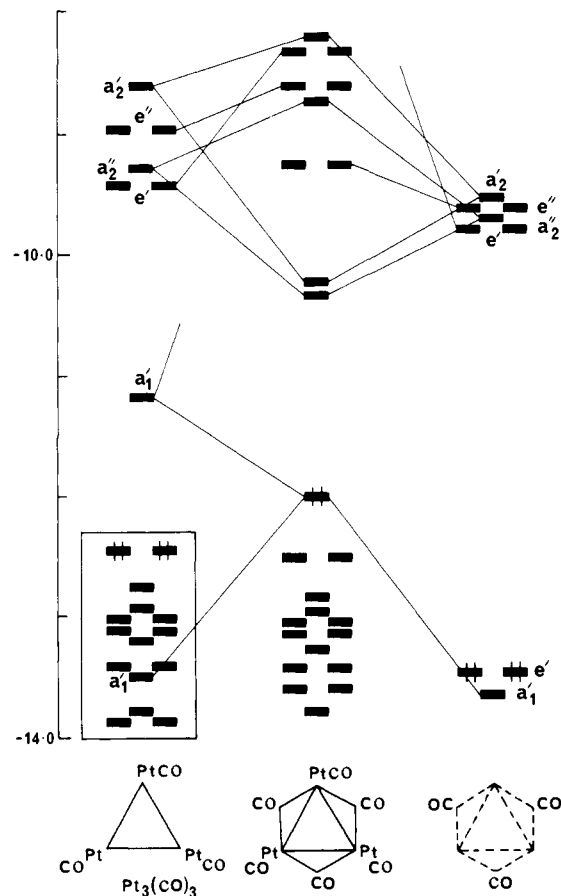 a₂′
e″
a₂″
e′
-10·0
a₂′
e″
a₂″
e′
a₁′
a₁′
e′
a₁′
-14·0
PtCO
Pt Pt
CO CO
Pt₃(CO)₃
PtCO
CO CO
Pt Pt
CO CO CO
OC CO
CO